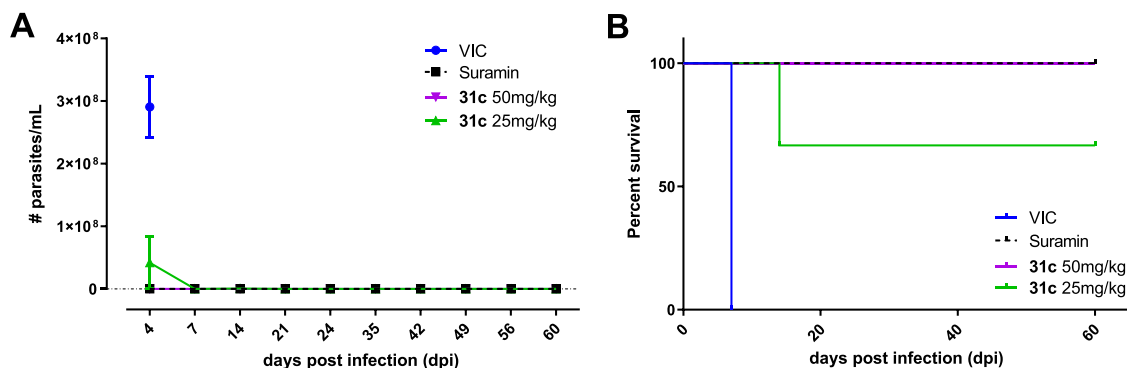 A
4×10⁸
3×10⁸
2×10⁸
1×10⁸
0
# parasites/mL
4 7 14 21 24 35 42 49 56 60
days post infection (dpi)
VIC
Suramin
31c 50mg/kg
31c 25mg/kg
B
100
50
0
Percent survival
0 20 40 60
days post infection (dpi)
VIC
Suramin
31c 50mg/kg
31c 25mg/kg